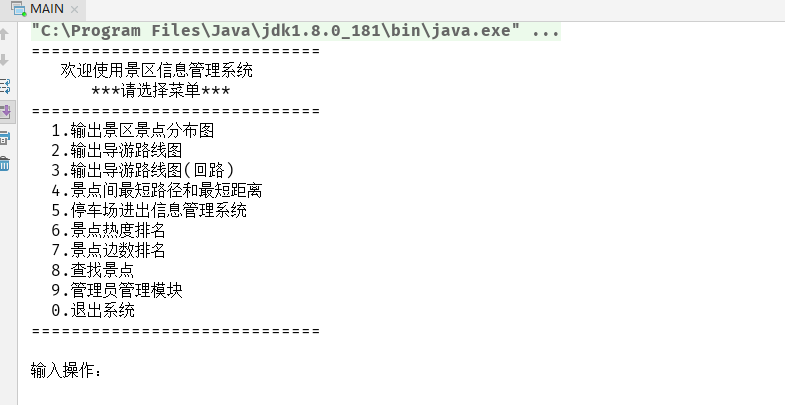 MAIN
"C:\Program Files\Java\jdk1.8.0_181\bin\java.exe" ...
=============================
欢迎使用景区信息管理系统
***请选择菜单***
=============================
1.输出景区景点分布图
2.输出导游路线图
3.输出导游路线图(回路)
4.景点间最短路径和最短距离
5.停车场进出信息管理系统
6.景点热度排名
7.景点边数排名
8.查找景点
9.管理员管理模块
0.退出系统
=============================
输入操作: